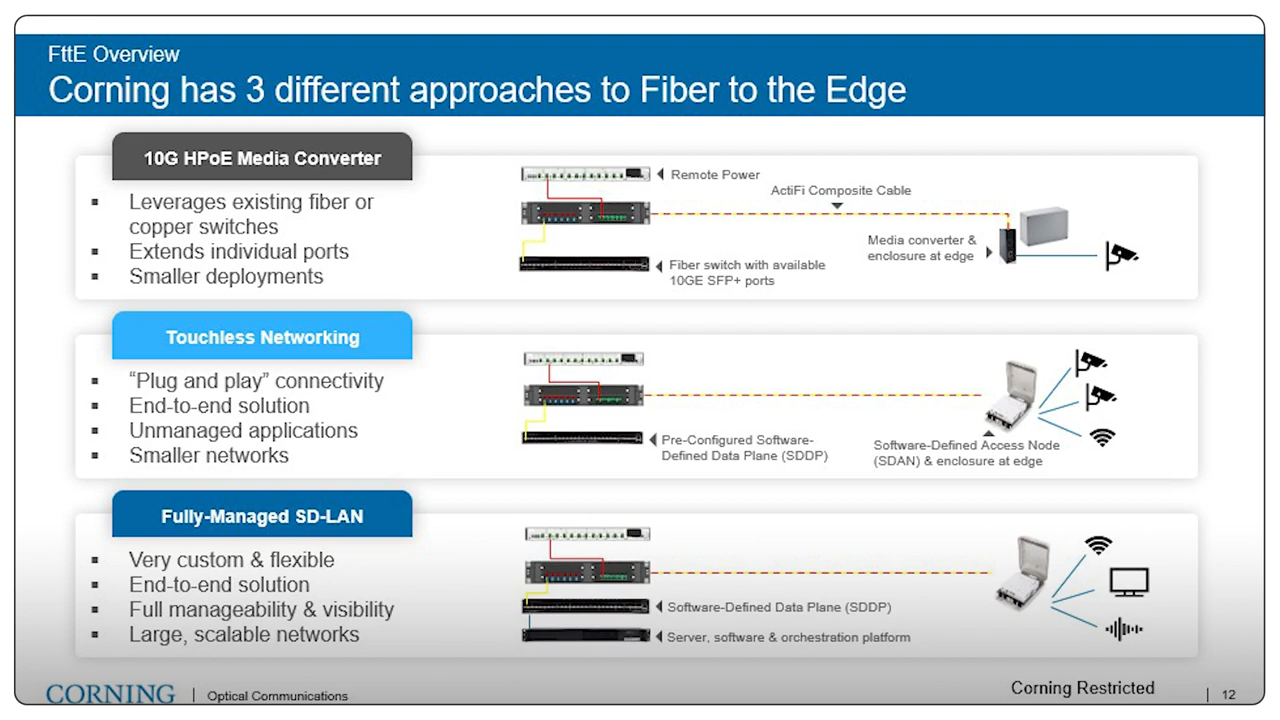 FttE Overview
Corning has 3 different approaches to Fiber to the Edge
10G HPoE Media Converter
▪ Leverages existing fiber or
copper switches
▪ Extends individual ports
▪ Smaller deployments
Remote Power
ActiFi Composite Cable
Media converter &
enclosure at edge
Fiber switch with available
10GE SFP+ ports
Touchless Networking
▪ “Plug and play” connectivity
▪ End-to-end solution
▪ Unmanaged applications
▪ Smaller networks
Pre-Configured Software-
Defined Data Plane (SDDP)
Software-Defined Access Node
(SDAN) & enclosure at edge
Fully-Managed SD-LAN
▪ Very custom & flexible
▪ End-to-end solution
▪ Full manageability & visibility
▪ Large, scalable networks
Software-Defined Data Plane (SDDP)
Server, software & orchestration platform
CORNING | Optical Communications
Corning Restricted | 12